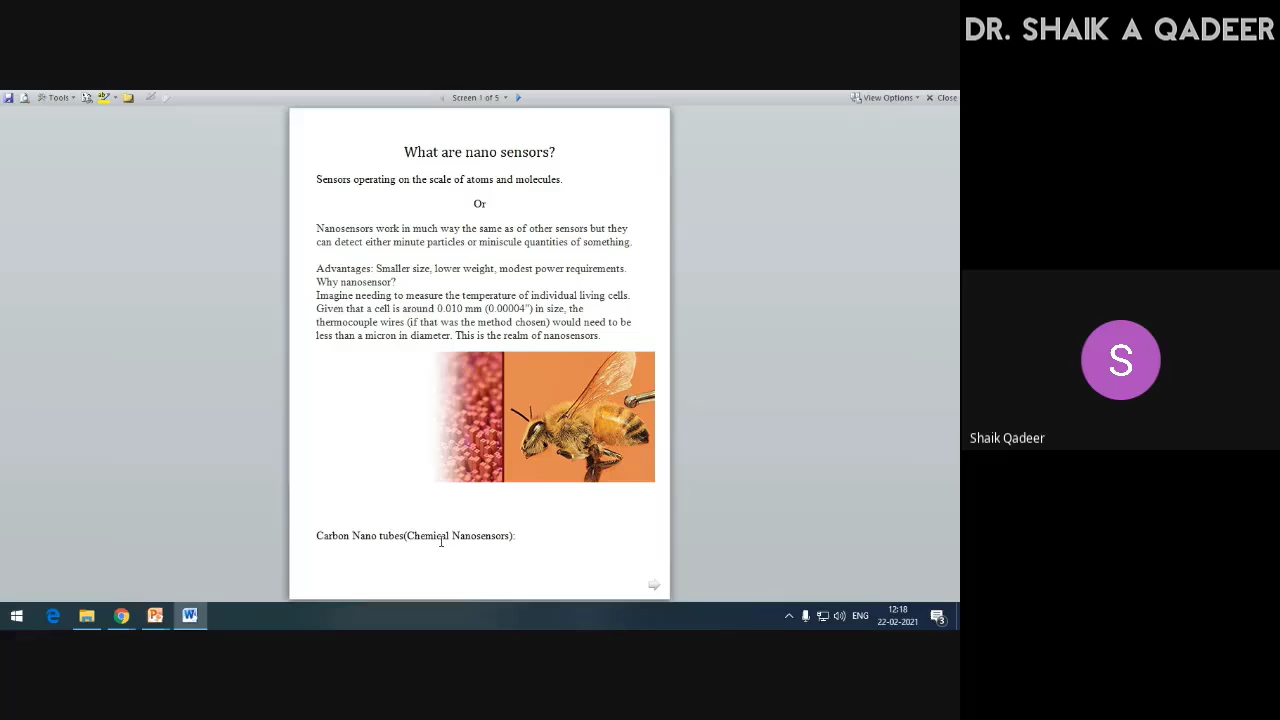 DR. SHAIK A QADEER
Tools
Screen 1 of 5
View Options
Close
What are nano sensors?
Sensors operating on the scale of atoms and molecules.
Or
Nanosensors work in much way the same as of other sensors but they
can detect either minute particles or miniscule quantities of something.
Advantages: Smaller size, lower weight, modest power requirements.
Why nanosensor?
Imagine needing to measure the temperature of individual living cells.
Given that a cell is around 0.010 mm (0.00004") in size, the
thermocouple wires (if that was the method chosen) would need to be
less than a micron in diameter. This is the realm of nanosensors.
Carbon Nano tubes(Chemical Nanosensors):
S
Shaik Qadeer
ENG
12:18
22-02-2021
3